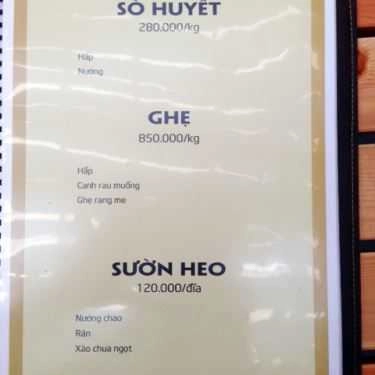 SÒ HUYẾT
280.000/kg
Hấp
Nướng
GHẸ
850.000/kg
Hấp
Canh rau muống
Ghẹ rang me
SƯỜN HEO
120.000/đĩa
Nướng chao
Rán
Xào chua ngọt